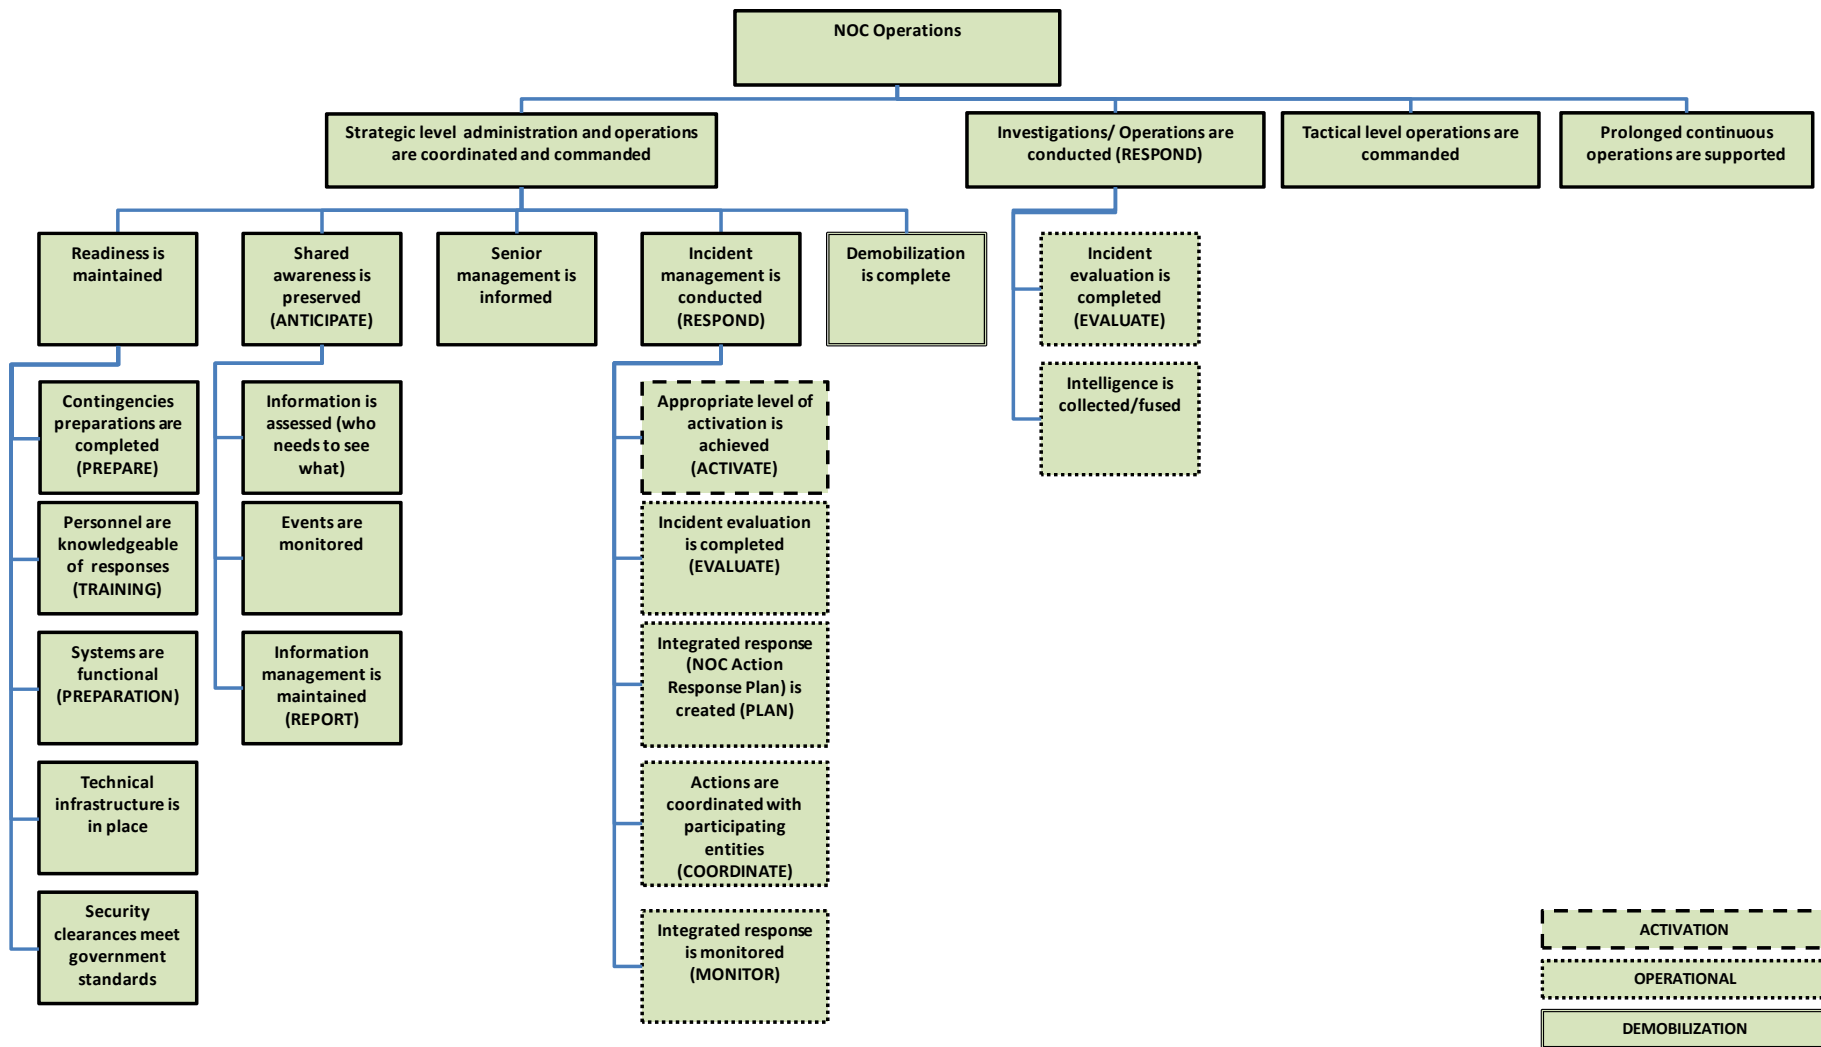 NOC Operations
Strategic level administration and operations
are coordinated and commanded
Investigations/ Operations are
conducted (RESPOND)
Tactical level operations are
commanded
Prolonged continuous
operations are supported
Readiness is
maintained
Shared
awareness is
preserved
(ANTICIPATE)
Senior
management is
informed
Incident
management is
conducted
(RESPOND)
Demobilization
is complete
Incident
evaluation is
completed
(EVALUATE)
Contingencies
preparations are
completed
(PREPARE)
Information is
assessed (who
needs to see
what)
Appropriate level of
activation is
achieved
(ACTIVATE)
Intelligence is
collected/fused
Personnel are
knowledgeable
of responses
(TRAINING)
Events are
monitored
Incident evaluation
is completed
(EVALUATE)
Systems are
functional
(PREPARATION)
Information
management is
maintained
(REPORT)
Integrated response
(NOC Action
Response Plan) is
created (PLAN)
Technical
infrastructure is
in place
Actions are
coordinated with
participating
entities
(COORDINATE)
Security
clearances meet
government
standards
Integrated response
is monitored
(MONITOR)
ACTIVATION
OPERATIONAL
DEMOBILIZATION